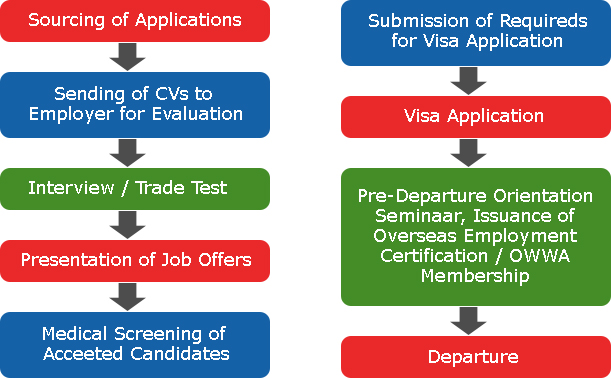 Sourcing of Applications
Sending of CVs to
Employer for Evaluation
Interview / Trade Test
Presentation of Job Offers
Medical Screening of
Acceeted Candidates
Submission of Requireds
for Visa Application
Visa Application
Pre-Departure Orientation
Seminaar, Issuance of
Overseas Employment
Certification / OWWA
Membership
Departure